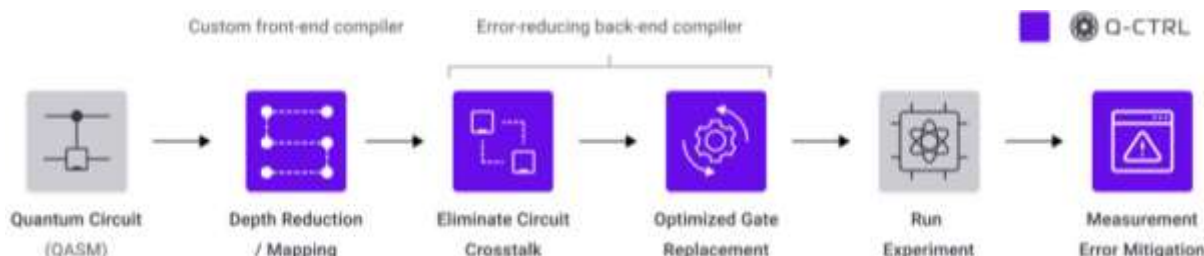 Custom front-end compiler
Error-reducing back-end compiler
Q-CTRL
Quantum Circuit
(QASM)
Depth Reduction
/ Mapping
Eliminate Circuit
Crosstalk
Optimized Gate
Replacement
Run
Experiment
Measurement
Error Mitigation